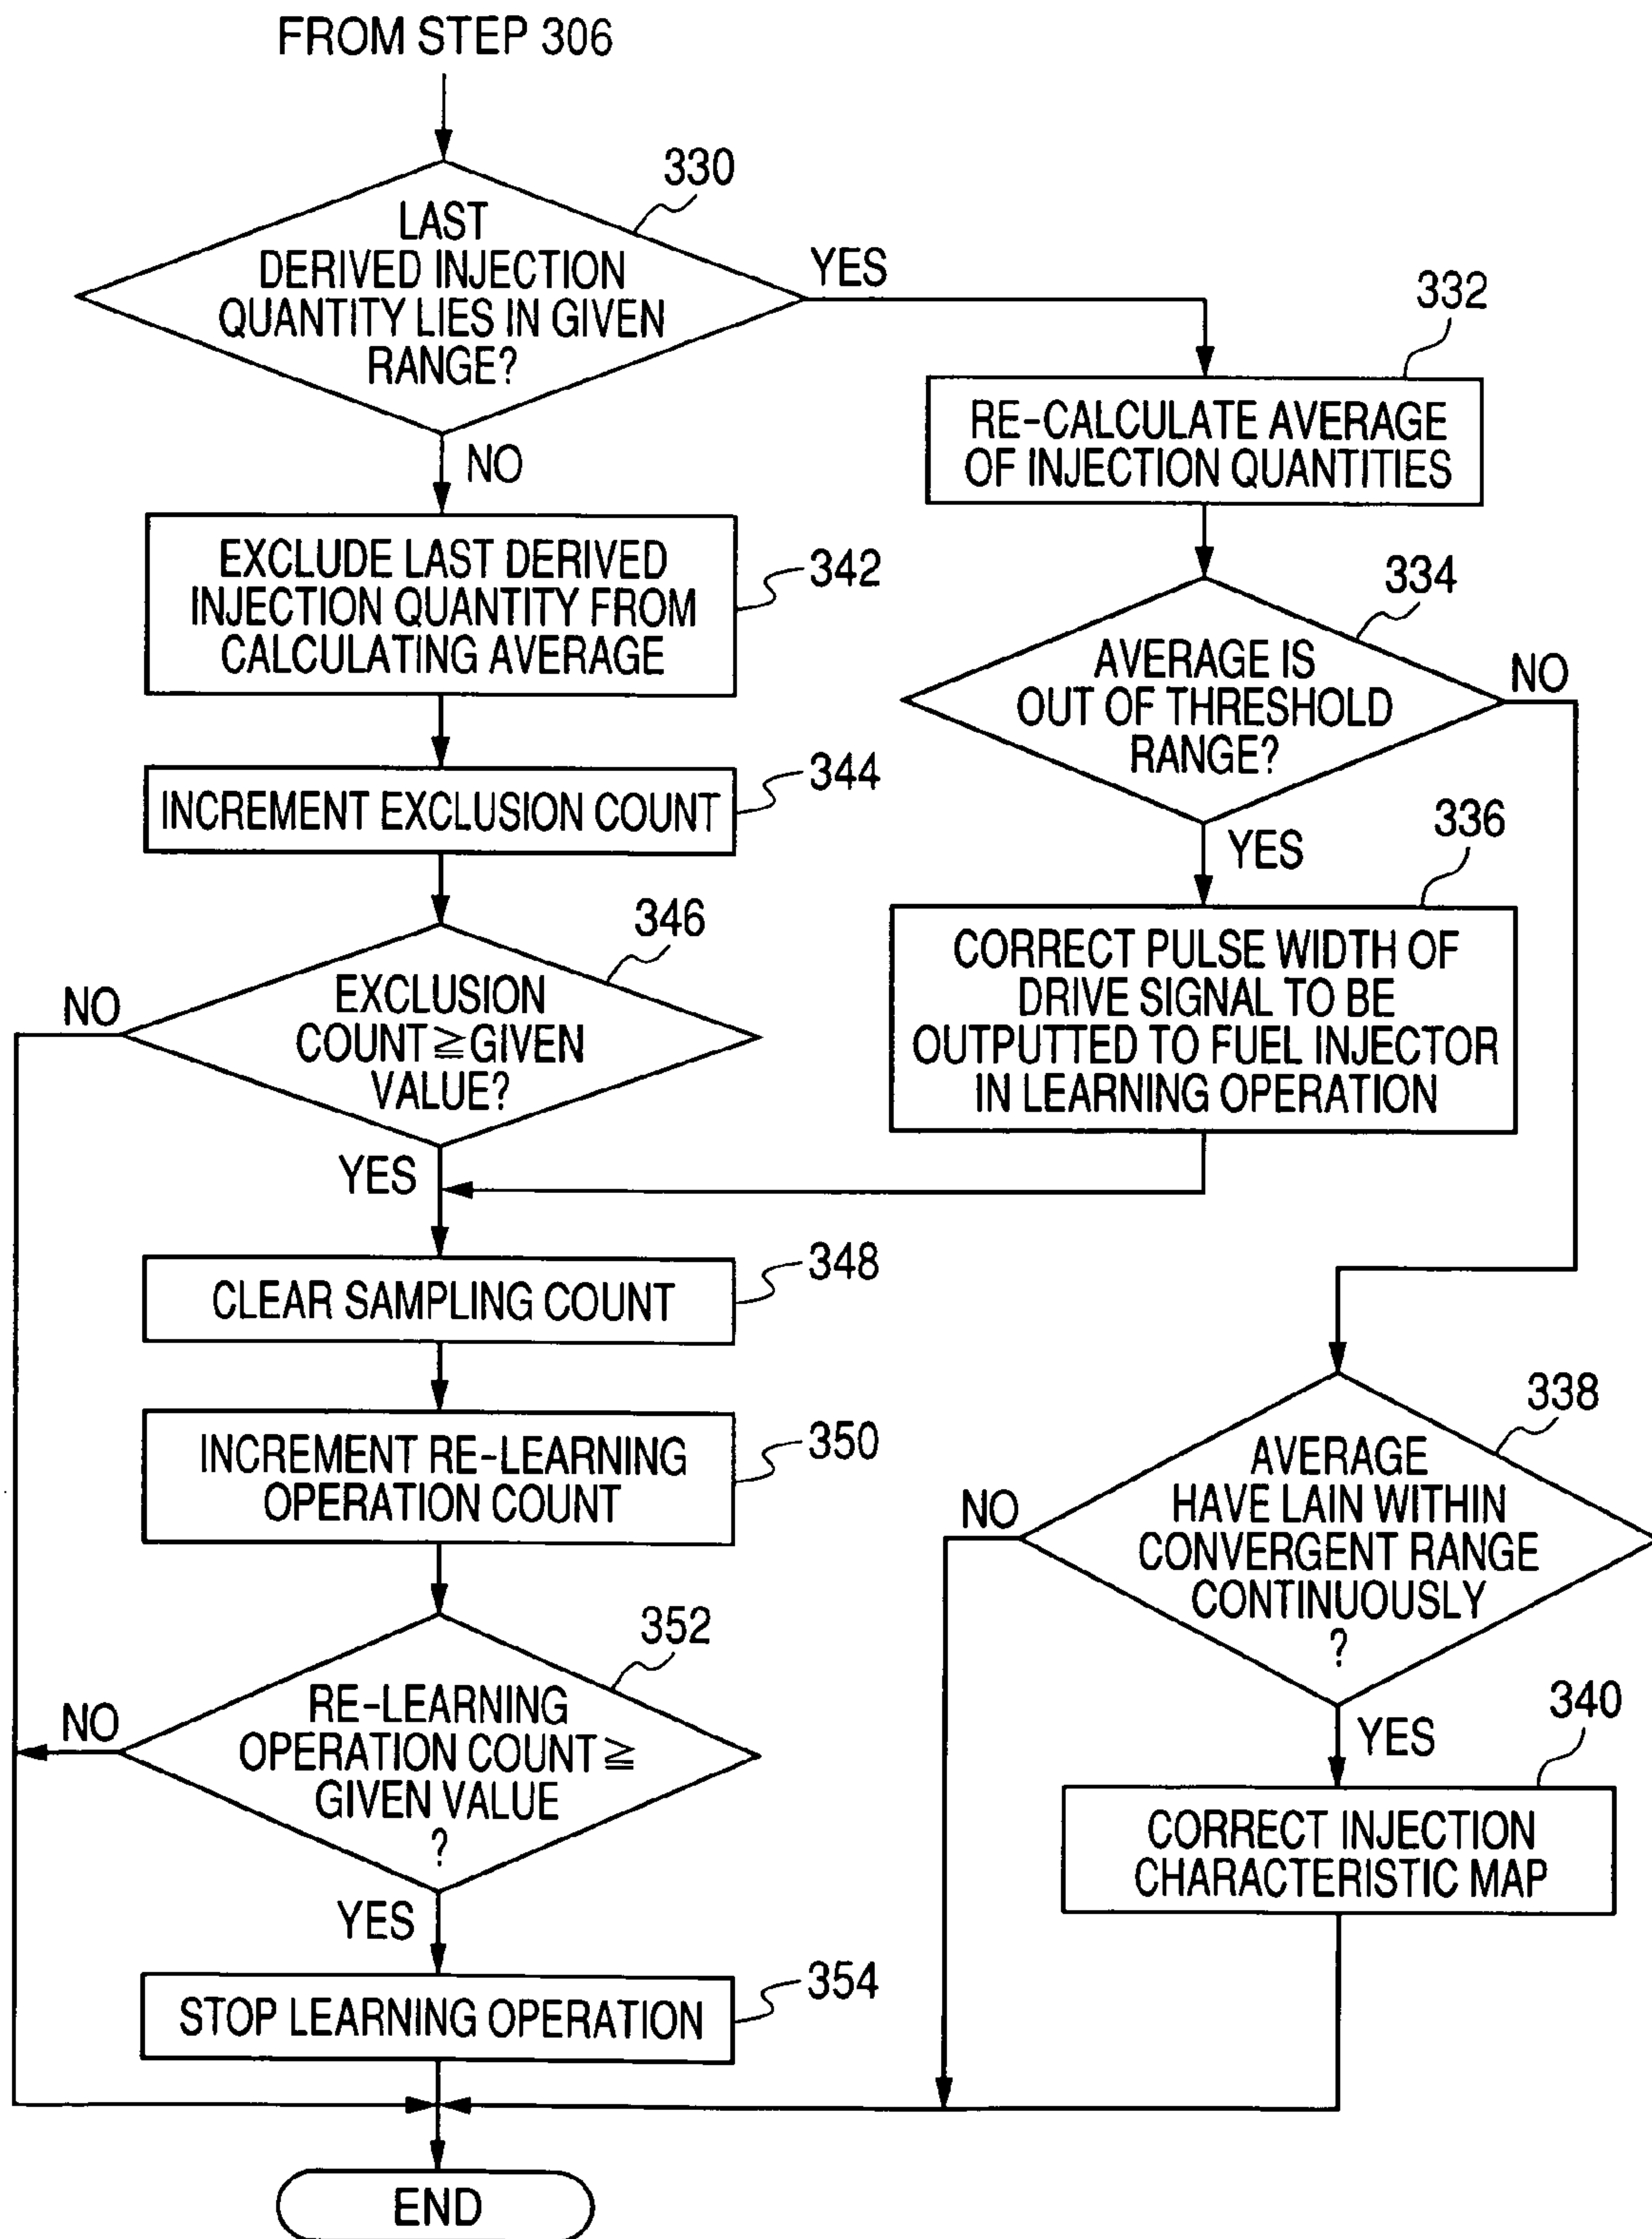 FROM STEP 306
330
LAST
DERIVED INJECTION
QUANTITY LIES IN GIVEN
RANGE?
YES
NO
332
RE-CALCULATE AVERAGE
OF INJECTION QUANTITIES
342
EXCLUDE LAST DERIVED
INJECTION QUANTITY FROM
CALCULATING AVERAGE
334
AVERAGE IS
OUT OF THRESHOLD
RANGE?
NO
YES
344
INCREMENT EXCLUSION COUNT
336
CORRECT PULSE WIDTH OF
DRIVE SIGNAL TO BE
OUTPUTTED TO FUEL INJECTOR
IN LEARNING OPERATION
346
EXCLUSION
COUNT ≧ GIVEN
VALUE?
NO
YES
348
CLEAR SAMPLING COUNT
350
INCREMENT RE-LEARNING
OPERATION COUNT
338
AVERAGE
HAVE LAIN WITHIN
CONVERGENT RANGE
CONTINUOUSLY
?
NO
YES
352
RE-LEARNING
OPERATION COUNT ≧
GIVEN VALUE
?
NO
YES
340
CORRECT INJECTION
CHARACTERISTIC MAP
354
STOP LEARNING OPERATION
END